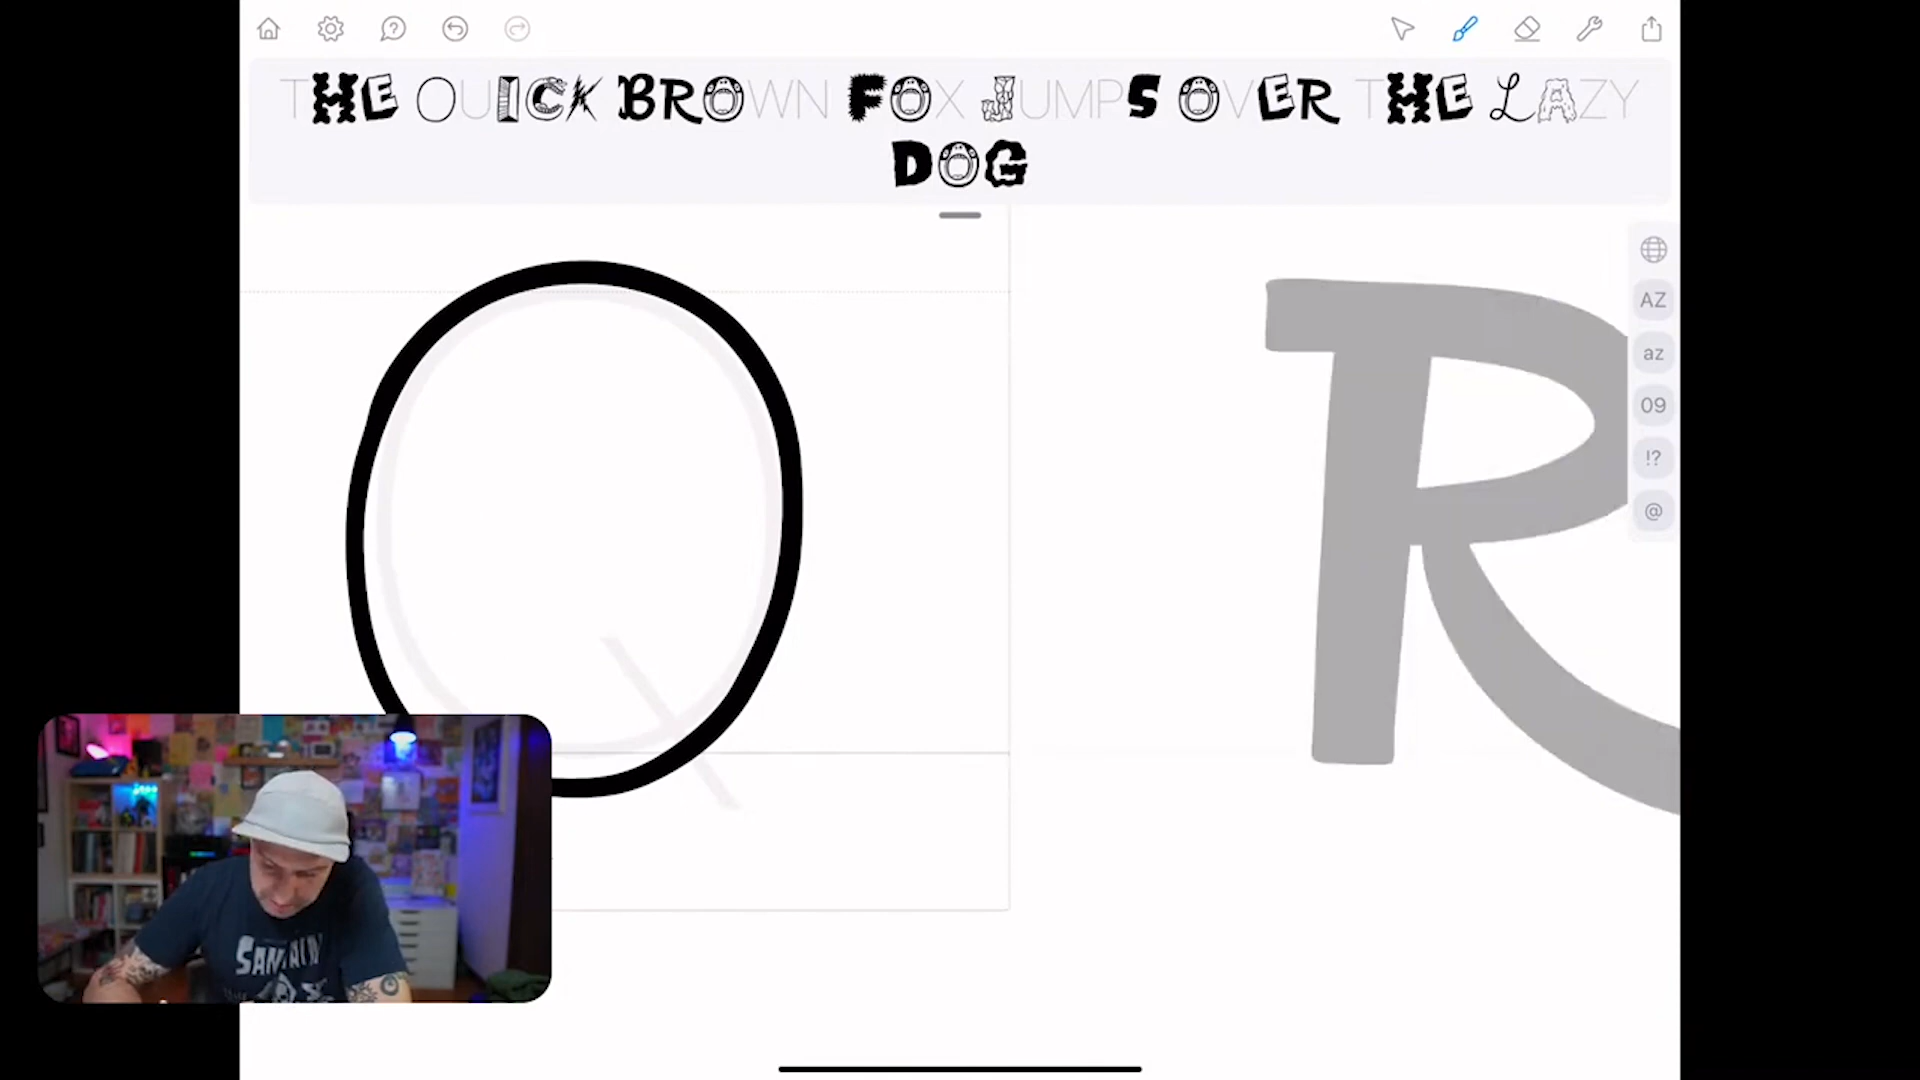 THE QUICK BROWN FOX JUMPS OVER THE LAZY
DOG
R
AZ
az
09
!?
@